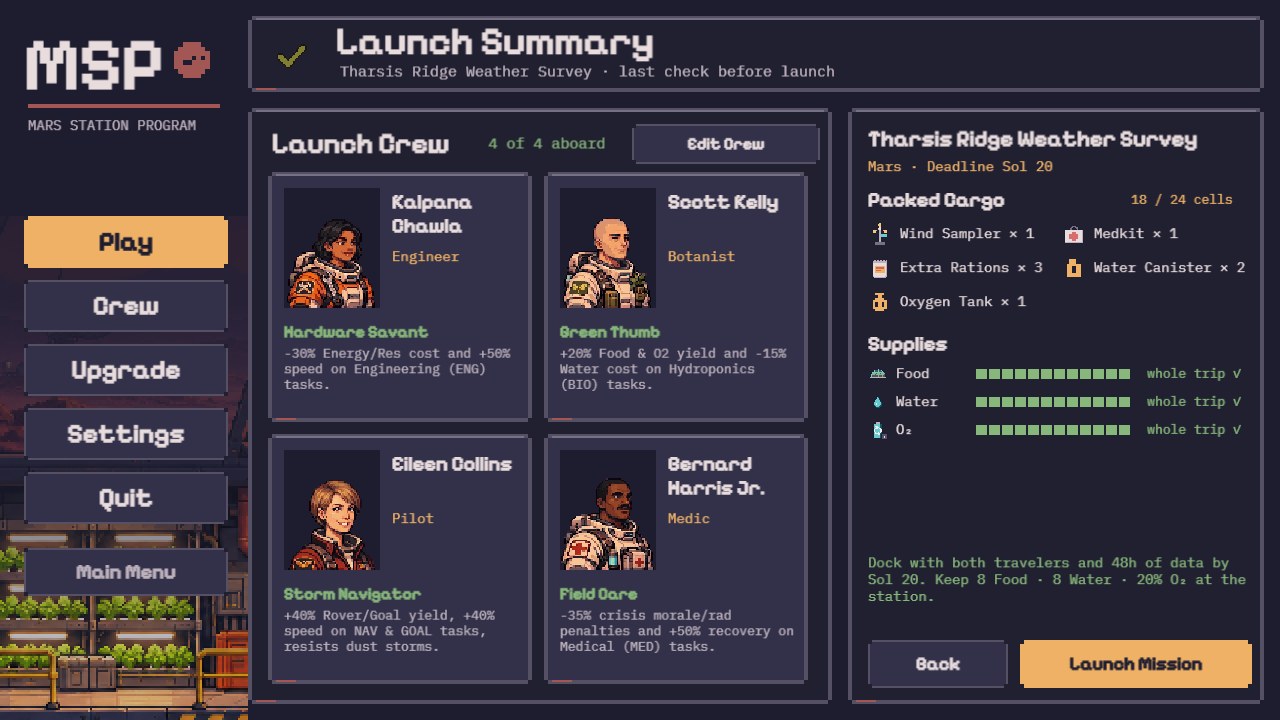 MSP
MARS STATION PROGRAM
Play
Crew
Upgrade
Settings
Quit
Main Menu
Launch Summary
Tharsis Ridge Weather Survey · last check before launch
Launch Crew
4 of 4 aboard
Edit Crew
Kalpana
Chawla
Engineer
Hardware Savant
-30% Energy/Res cost and +50%
speed on Engineering (ENG)
tasks.
Scott Kelly
Botanist
Green Thumb
+20% Food & O2 yield and -15%
Water cost on Hydroponics
(BIO) tasks.
Eileen Collins
Pilot
Storm Navigator
+40% Rover/Goal yield, +40%
speed on NAV & GOAL tasks,
resists dust storms.
Bernard
Harris Jr.
Medic
Field Care
-35% crisis morale/rad
penalties and +50% recovery on
Medical (MED) tasks.
Tharsis Ridge Weather Survey
Mars · Deadline Sol 20
Packed Cargo
18 / 24 cells
Wind Sampler × 1
Medkit × 1
Extra Rations × 3
Water Canister × 2
Oxygen Tank × 1
Supplies
Food whole trip √
Water whole trip √
O₂ whole trip √
Dock with both travelers and 48h of data by
Sol 20. Keep 8 Food · 8 Water · 20% O₂ at the
station.
Back
Launch Mission